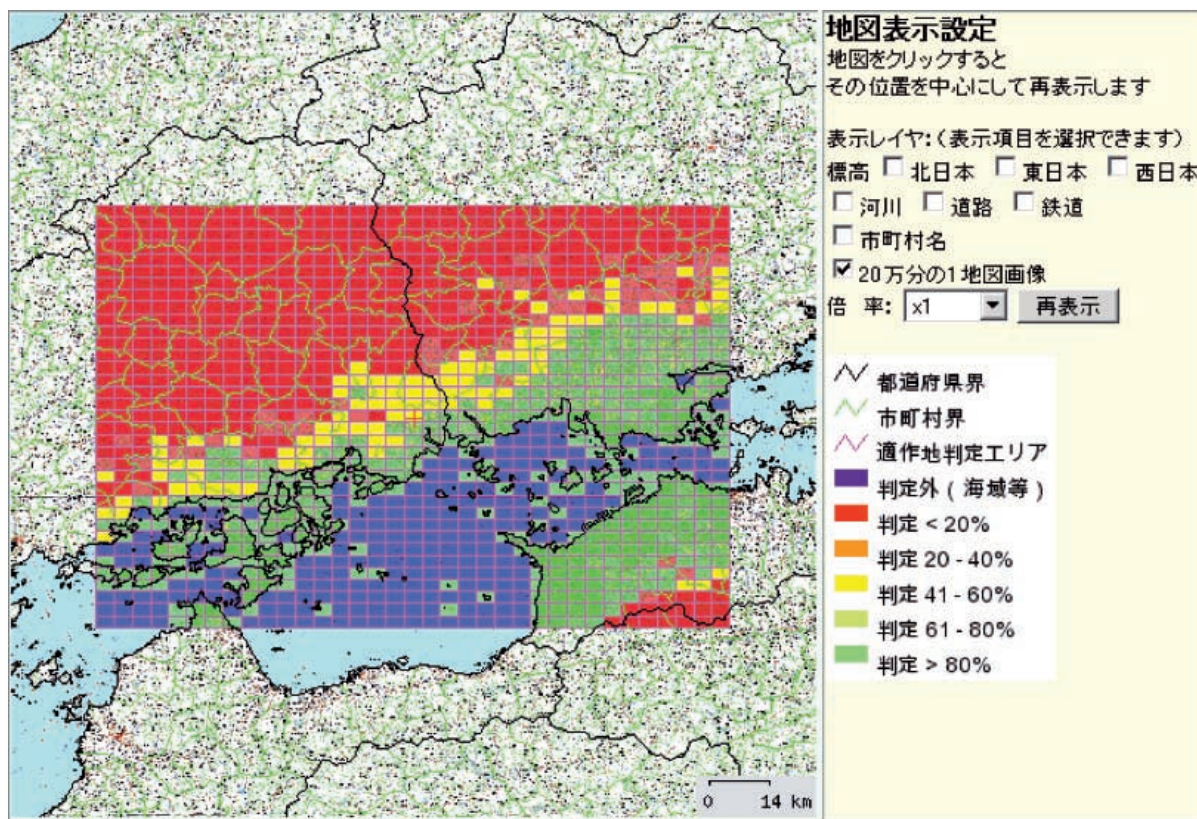 地図表示設定
地図をクリックすると
その位置を中心にして再表示します
表示レイヤ:(表示項目を選択できます)
標高 北日本 東日本 西日本
河川 道路 鉄道
市町村名
20万分の1地図画像
倍 率: x1 再表示
都道府県界
市町村界
適作地判定エリア
判定外(海域等)
判定 < 20%
判定 20 - 40%
判定 41 - 60%
判定 61 - 80%
判定 > 80%
0 14 km